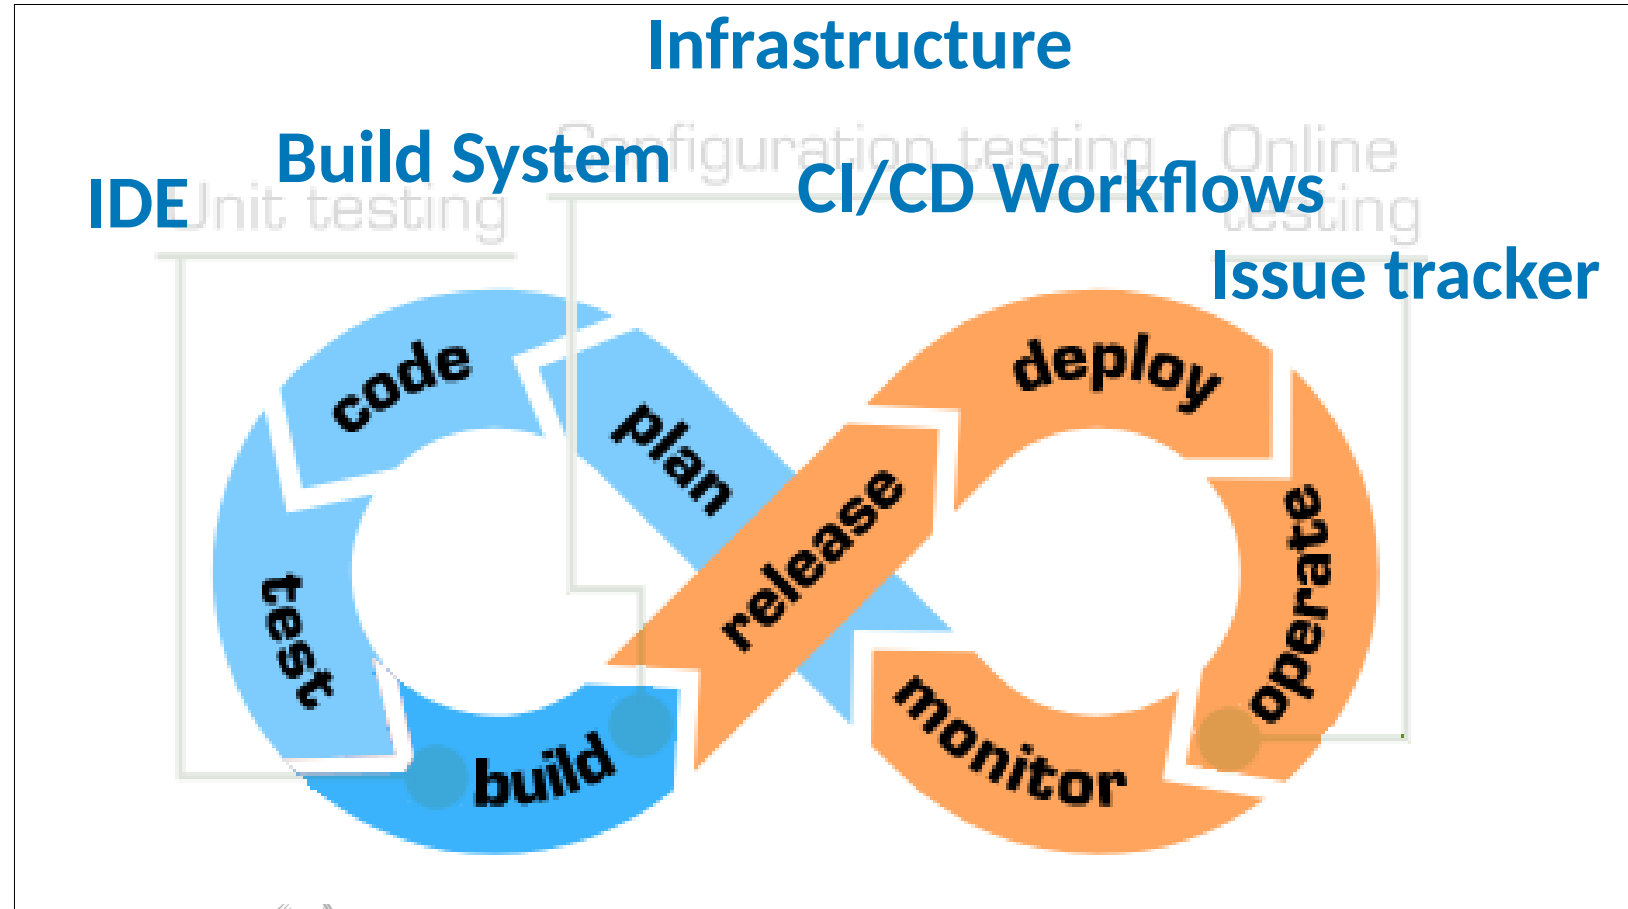 Infrastructure
Build System
Configuration testing
Online
testing
IDE
Unit testing
CI/CD Workflows
Issue tracker
code
plan
deploy
release
operate
test
monitor
build